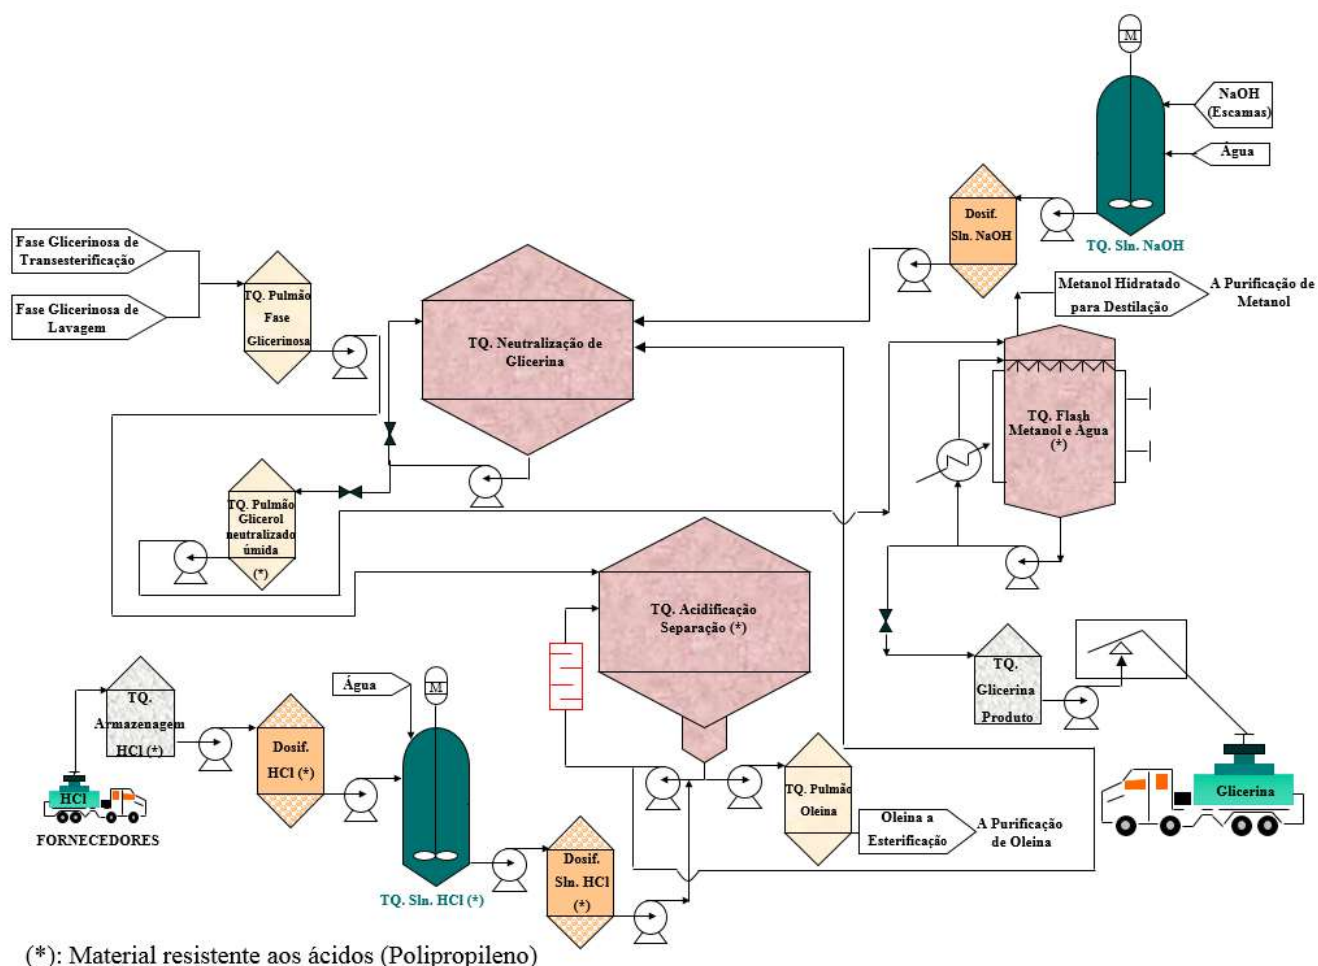 M
NaOH
(Escamas)
Água
Dosif.
Sln. NaOH
TQ. Sln. NaOH
Fase Glicerinosa de
Transesterificação
Fase Glicerinosa de
Lavagem
TQ. Pulmão
Fase
Glicerinosa
TQ. Neutralização de
Glicerina
Metanol Hidratado
para Destilação
A Purificação de
Metanol
TQ. Flash
Metanol e Água
(*)
TQ. Pulmão
Glicerol
neutralizado
úmida
(*)
TQ. Acidificação
Separação (*)
TQ.
Glicerina
Produto
TQ.
Armazenagem
HCl (*)
Água
M
Dosif.
HCl (*)
HCl
FORNECEDORES
TQ. Pulmão
Oleina
Oleina a
Esterificação
A Purificação
de Oleina
Glicerina
Dosif.
Sln. HCl
(*)
TQ. Sln. HCl (*)
(*): Material resistente aos ácidos (Polipropileno)